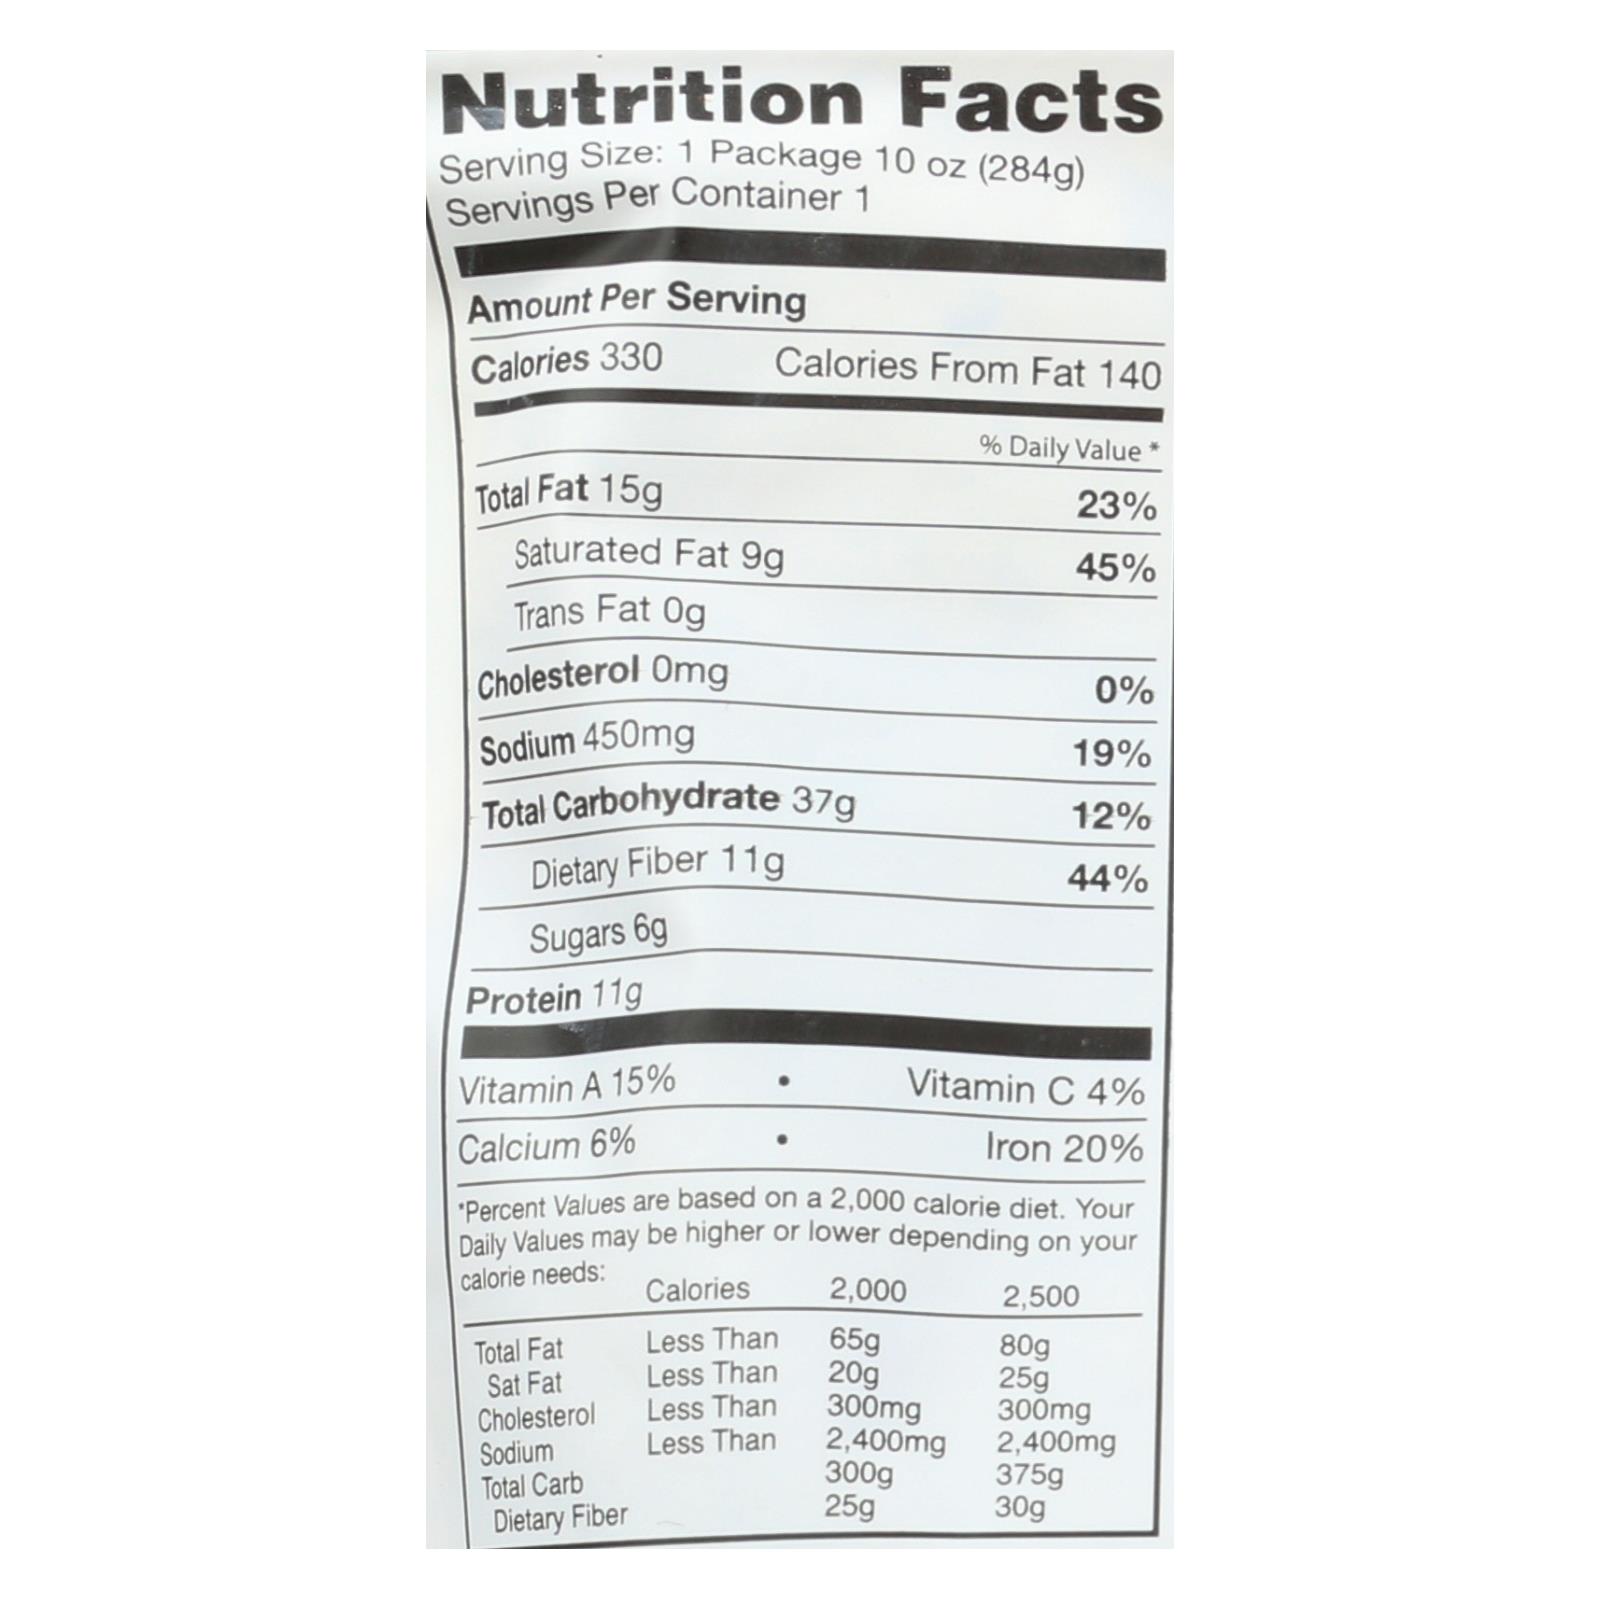 Nutrition Facts
Serving Size: 1 Package 10 oz (284g)
Servings Per Container 1
Amount Per Serving
Calories 330 Calories From Fat 140
% Daily Value *
Total Fat 15g 23%
Saturated Fat 9g 45%
Trans Fat 0g
Cholesterol 0mg 0%
Sodium 450mg 19%
Total Carbohydrate 37g 12%
Dietary Fiber 11g 44%
Sugars 6g
Protein 11g
Vitamin A 15% • Vitamin C 4%
Calcium 6% • Iron 20%
*Percent Values are based on a 2,000 calorie diet. Your
Daily Values may be higher or lower depending on your
calorie needs:
Calories 2,000 2,500
Total Fat Less Than 65g 80g
Sat Fat Less Than 20g 25g
Cholesterol Less Than 300mg 300mg
Sodium Less Than 2,400mg 2,400mg
Total Carb 300g 375g
Dietary Fiber 25g 30g